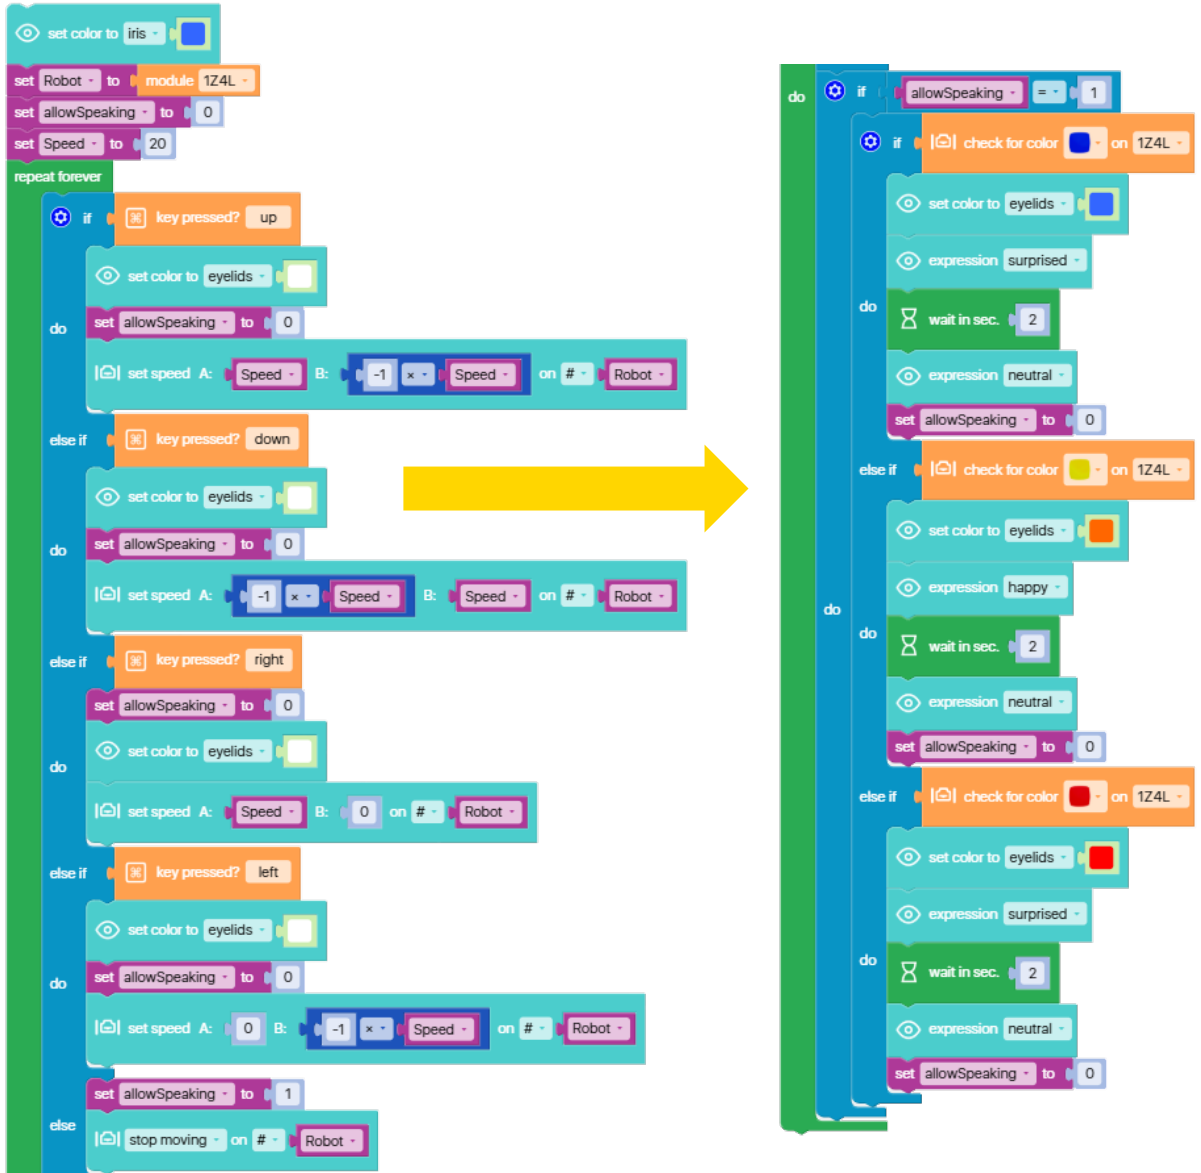 set color to iris
set Robot to module 1Z4L
set allowSpeaking to 0
set Speed to 20
repeat forever
if key pressed? up
set color to eyelids
do
set allowSpeaking to 0
set speed A: Speed B: -1 × Speed on # Robot
else if key pressed? down
set color to eyelids
do
set allowSpeaking to 0
set speed A: -1 × Speed B: Speed on # Robot
else if key pressed? right
set allowSpeaking to 0
set color to eyelids
do
set speed A: Speed B: 0 on # Robot
else if key pressed? left
set color to eyelids
do
set allowSpeaking to 0
set speed A: 0 B: -1 × Speed on # Robot
set allowSpeaking to 1
else
stop moving on # Robot
do if allowSpeaking = 1
if check for color on 1Z4L
set color to eyelids
expression surprised
do
wait in sec. 2
expression neutral
set allowSpeaking to 0
else if check for color on 1Z4L
set color to eyelids
expression happy
do
do
wait in sec. 2
expression neutral
set allowSpeaking to 0
else if check for color on 1Z4L
set color to eyelids
expression surprised
do
wait in sec. 2
expression neutral
set allowSpeaking to 0